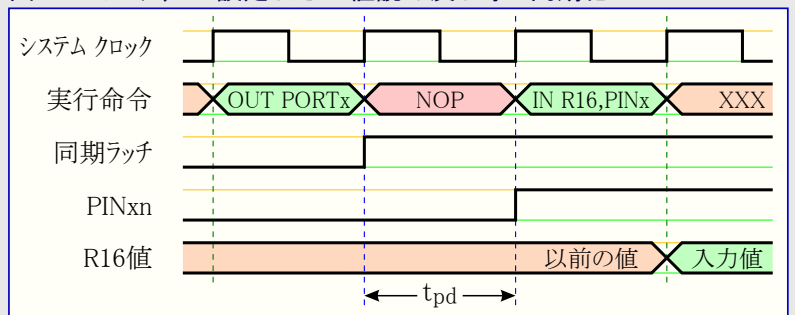 システム クロック
実行命令 OUT PORTx NOP IN R16,PINx XXX
同期ラッチ
PINxn
R16値 以前の値 入力値
tpd